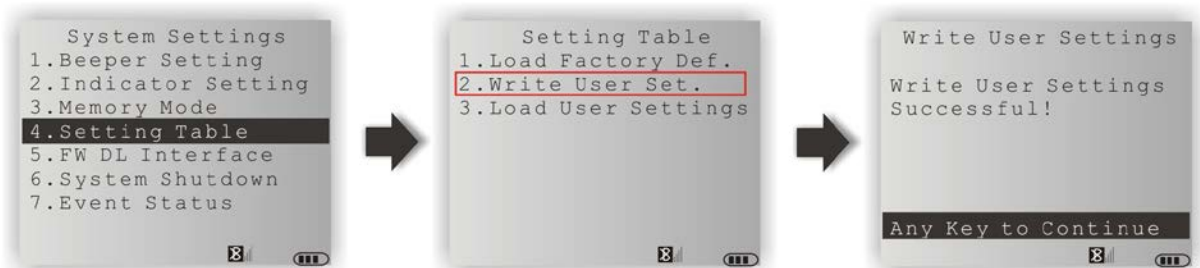 System Settings
1.Beeper Setting
2.Indicator Setting
3.Memory Mode
4.Setting Table
5.FW DL Interface
6.System Shutdown
7.Event Status
Setting Table
1.Load Factory Def.
2.Write User Set.
3.Load User Settings
Write User Settings
Write User Settings
Successful!
Any Key to Continue